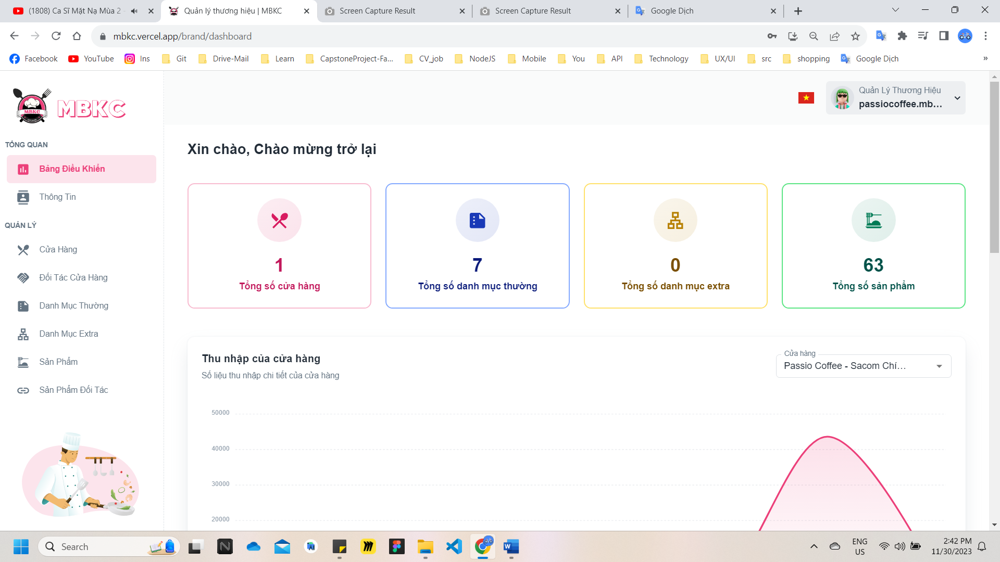 (1808) Ca Sĩ Mặt Nạ Mùa 2 -
Quản lý thương hiệu | MBKC
Screen Capture Result
Screen Capture Result
Google Dịch
mbkc.vercel.app/brand/dashboard
Facebook
YouTube
Ins
Git
Drive-Mail
Learn
CapstoneProject-Fa...
CV_job
NodeJS
Mobile
You
API
Technology
UX/UI
src
shopping
Google Dịch
»
MBKC
KITCHEN
MBKC
Quản Lý Thương Hiệu
passiocoffee.mb...
TỔNG QUAN
Bảng Điều Khiển
Thông Tin
QUẢN LÝ
Cửa Hàng
Đối Tác Cửa Hàng
Danh Mục Thường
Danh Mục Extra
Sản Phẩm
Sản Phẩm Đối Tác
Xin chào, Chào mừng trở lại
1
Tổng số cửa hàng
7
Tổng số danh mục thường
0
Tổng số danh mục extra
63
Tổng số sản phẩm
Thu nhập của cửa hàng
Số liệu thu nhập chi tiết của cửa hàng
Cửa hàng
Passio Coffee - Sacom Chí...
50000
40000
30000
20000
Search
ENG
US
2:42 PM
11/30/2023